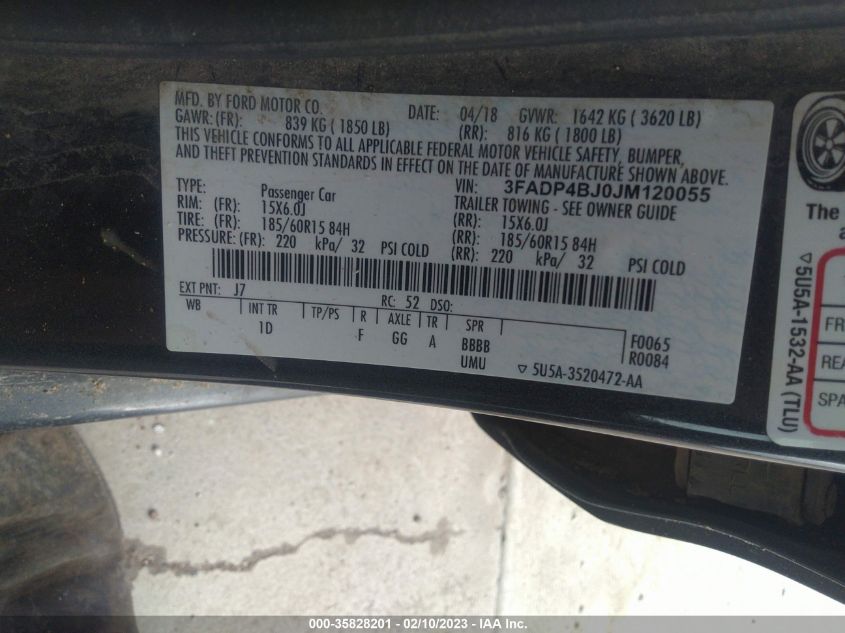 MFD. BY FORD MOTOR CO. DATE: 04/18 GVWR: 1642 KG ( 3620 LB)
GAWR:(FR): 839 KG ( 1850 LB) (RR): 816 KG ( 1800 LB)
THIS VEHICLE CONFORMS TO ALL APPLICABLE FEDERAL MOTOR VEHICLE SAFETY, BUMPER,
AND THEFT PREVENTION STANDARDS IN EFFECT ON THE DATE OF MANUFACTURE SHOWN ABOVE.
TYPE: Passenger Car VIN: 3FADP4BJ0JM120055
TRAILER TOWING - SEE OWNER GUIDE
RIM: (FR): 15X6.0J (RR): 15X6.0J
TIRE: (FR): 185/60R15 84H (RR): 185/60R15 84H
PRESSURE: (FR): 220 kPa/ 32 PSI COLD (RR): 220 kPa/ 32 PSI COLD
EXT PNT: J7 RC: 52 DSO:
WB INT TR TP/PS R AXLE TR SPR
1D F GG A BBBB F0065
UMU R0084
▽ 5U5A-3520472-AA
The
a
▽5U5A-1532-AA (TLU)
FR
REA
SPA
000-35828201 - 02/10/2023 - IAA Inc.